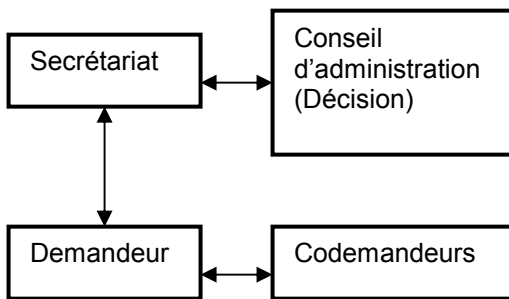 Secrétariat
Conseil
d’administration
(Décision)
Demandeur
Codemandeurs